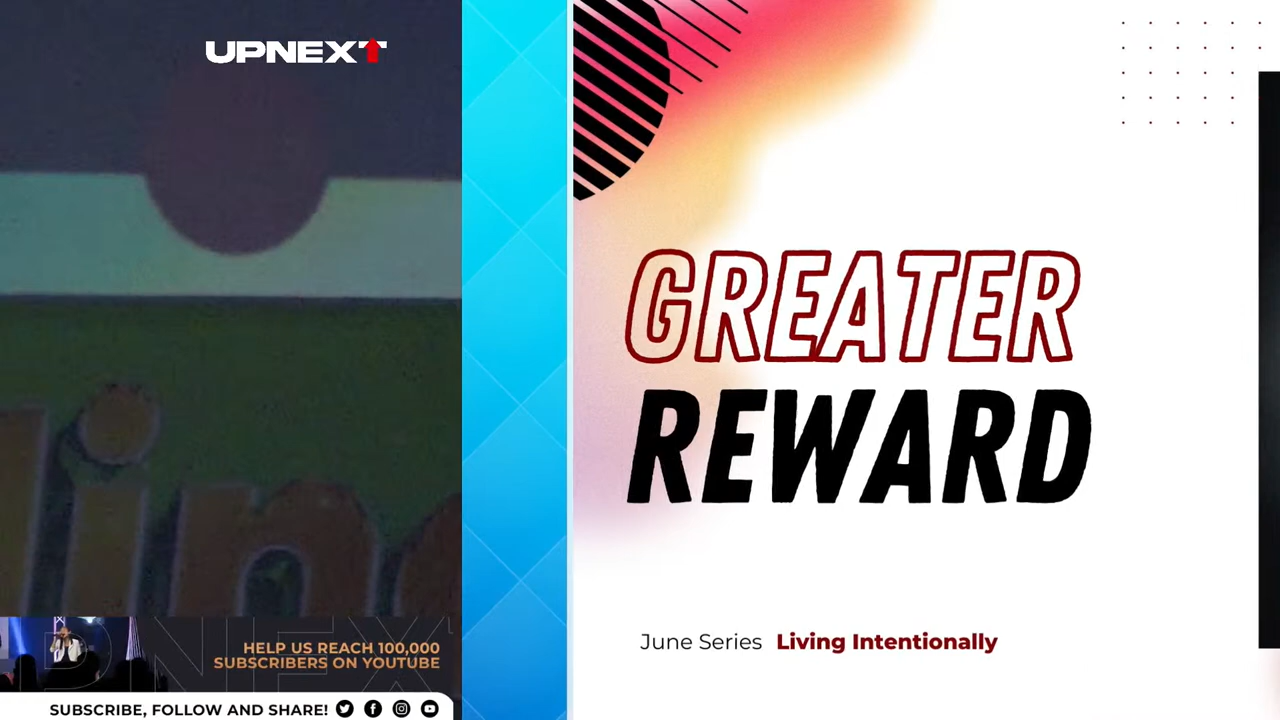 UPNEXT
HELP US REACH 100,000
SUBSCRIBERS ON YOUTUBE
SUBSCRIBE, FOLLOW AND SHARE!
GREATER
REWARD
June Series Living Intentionally